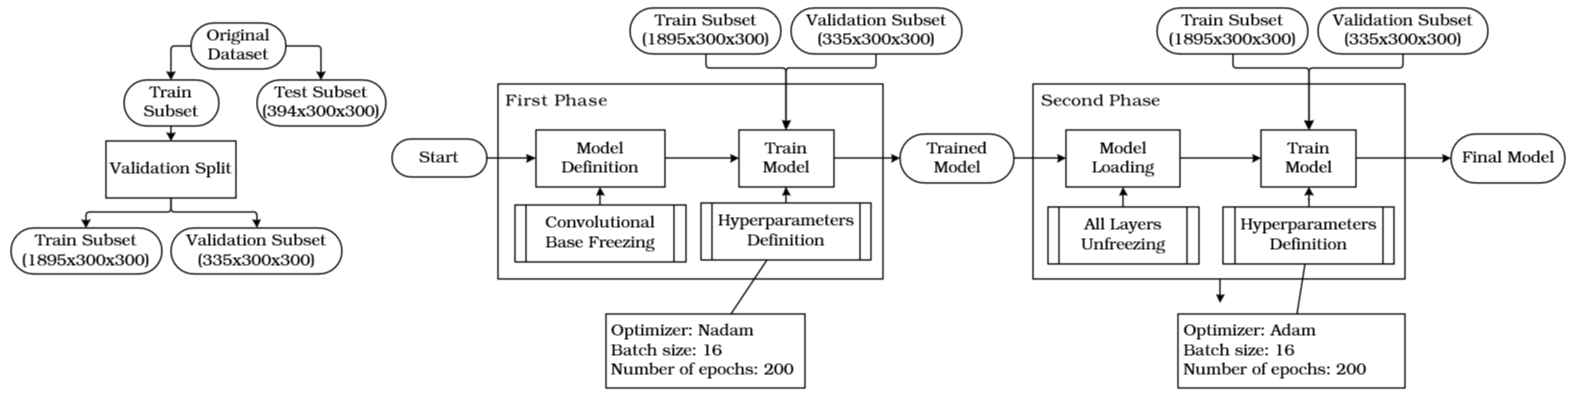 Original
Dataset
Train
Subset
Test Subset
(394x300x300)
Validation Split
Train Subset
(1895x300x300)
Validation Subset
(335x300x300)
Start
Train Subset
(1895x300x300)
Validation Subset
(335x300x300)
First Phase
Model
Definition
Train
Model
Convolutional
Base Freezing
Hyperparameters
Definition
Optimizer: Nadam
Batch size: 16
Number of epochs: 200
Trained
Model
Train Subset
(1895x300x300)
Validation Subset
(335x300x300)
Second Phase
Model
Loading
Train
Model
All Layers
Unfreezing
Hyperparameters
Definition
Optimizer: Adam
Batch size: 16
Number of epochs: 200
Final Model